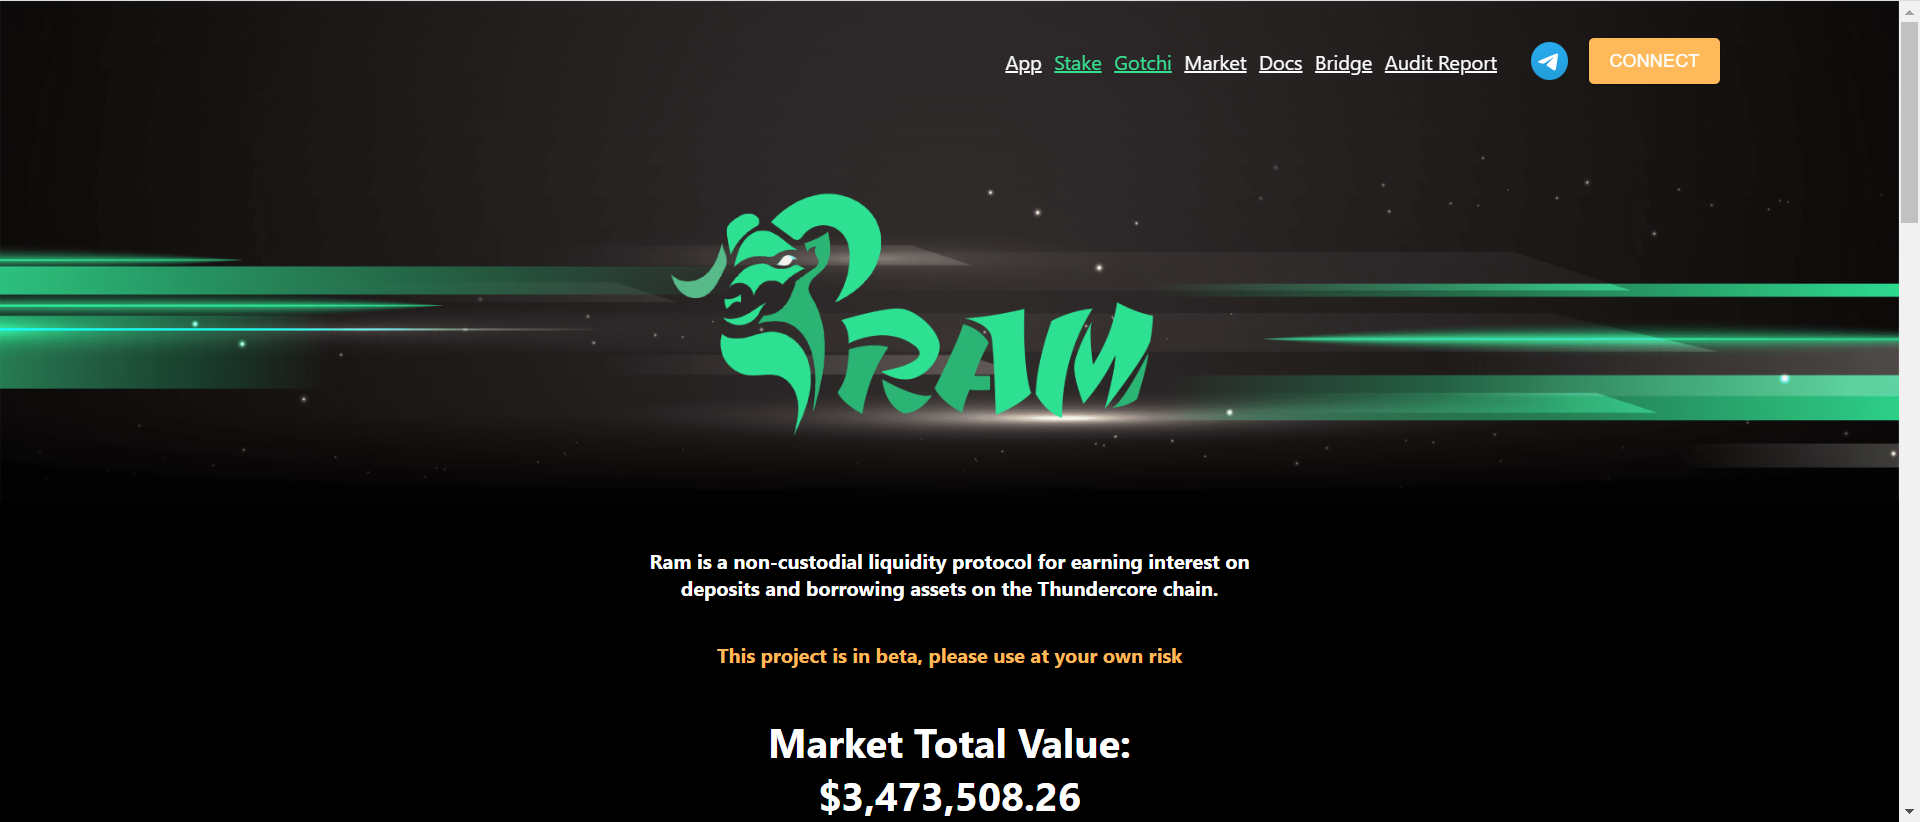 App Stake Gotchi Market Docs Bridge Audit Report CONNECT
RAM
Ram is a non-custodial liquidity protocol for earning interest on
deposits and borrowing assets on the Thundercore chain.
This project is in beta, please use at your own risk
Market Total Value:
$3,473,508.26